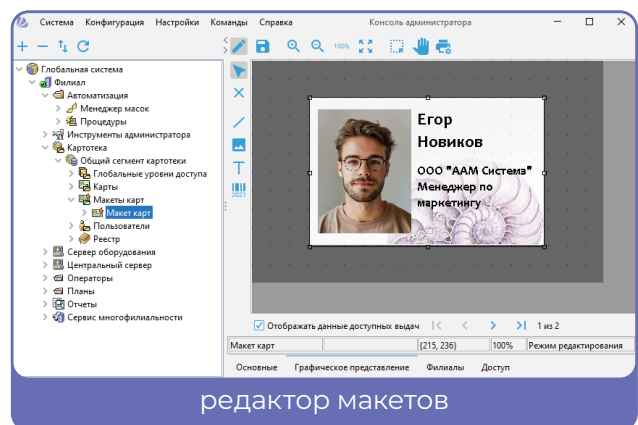 Система Конфигурация Настройки Команды Справка Консоль администратора
100%
Глобальная система
Филиал
Автоматизация
Менеджер масок
Процедуры
Инструменты администратора
Картотека
Общий сегмент картотеки
Глобальные уровни доступа
Карты
Макеты карт
Макет карт
Пользователи
Реестр
Сервер оборудования
Центральный сервер
Операторы
Планы
Отчеты
Сервис многофилиальности
T
2021
Егор
Новиков
ООО "ААМ Системз"
Менеджер по
маркетингу
Отображать данные доступных выдач 1 из 2
Макет карт {215, 236} 100% Режим редактирования
Основные Графическое представление Филиалы Доступ
редактор макетов